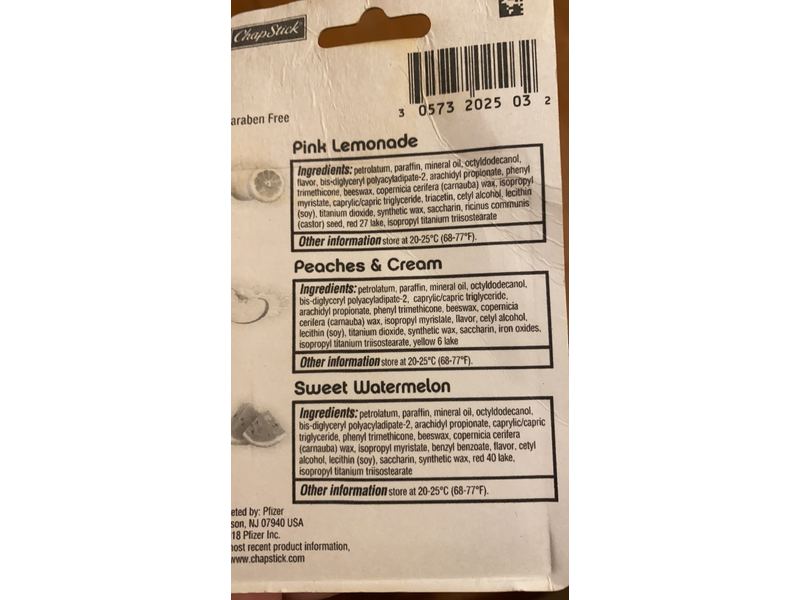 ChapStick
3 0573 2025 03 2
araben Free
Pink Lemonade
Ingredients: petrolatum, paraffin, mineral oil, octyldodecanol,
flavor, bis-diglyceryl polyacyladipate-2, arachidyl propionate, phenyl
trimethicone, beeswax, copernicia cerifera (carnauba) wax, isopropyl
myristate, caprylic/capric triglyceride, triacetin, cetyl alcohol, lecithin
(soy), titanium dioxide, synthetic wax, saccharin, ricinus communis
(castor) seed, red 27 lake, isopropyl titanium triisostearate
Other information store at 20-25°C (68-77°F).
Peaches & Cream
Ingredients: petrolatum, paraffin, mineral oil, octyldodecanol,
bis-diglyceryl polyacyladipate-2, caprylic/capric triglyceride,
arachidyl propionate, phenyl trimethicone, beeswax, copernicia
cerifera (carnauba) wax, isopropyl myristate, flavor, cetyl alcohol,
lecithin (soy), titanium dioxide, synthetic wax, saccharin, iron oxides,
isopropyl titanium triisostearate, yellow 6 lake
Other information store at 20-25°C (68-77°F).
Sweet Watermelon
Ingredients: petrolatum, paraffin, mineral oil, octyldodecanol,
bis-diglyceryl polyacyladipate-2, arachidyl propionate, caprylic/capric
triglyceride, phenyl trimethicone, beeswax, copernicia cerifera
(carnauba) wax, isopropyl myristate, benzyl benzoate, flavor, cetyl
alcohol, lecithin (soy), saccharin, synthetic wax, red 40 lake,
isopropyl titanium triisostearate
Other information store at 20-25°C (68-77°F).
eted by: Pfizer
son, NJ 07940 USA
18 Pfizer Inc.
most recent product information,
www.chapstick.com